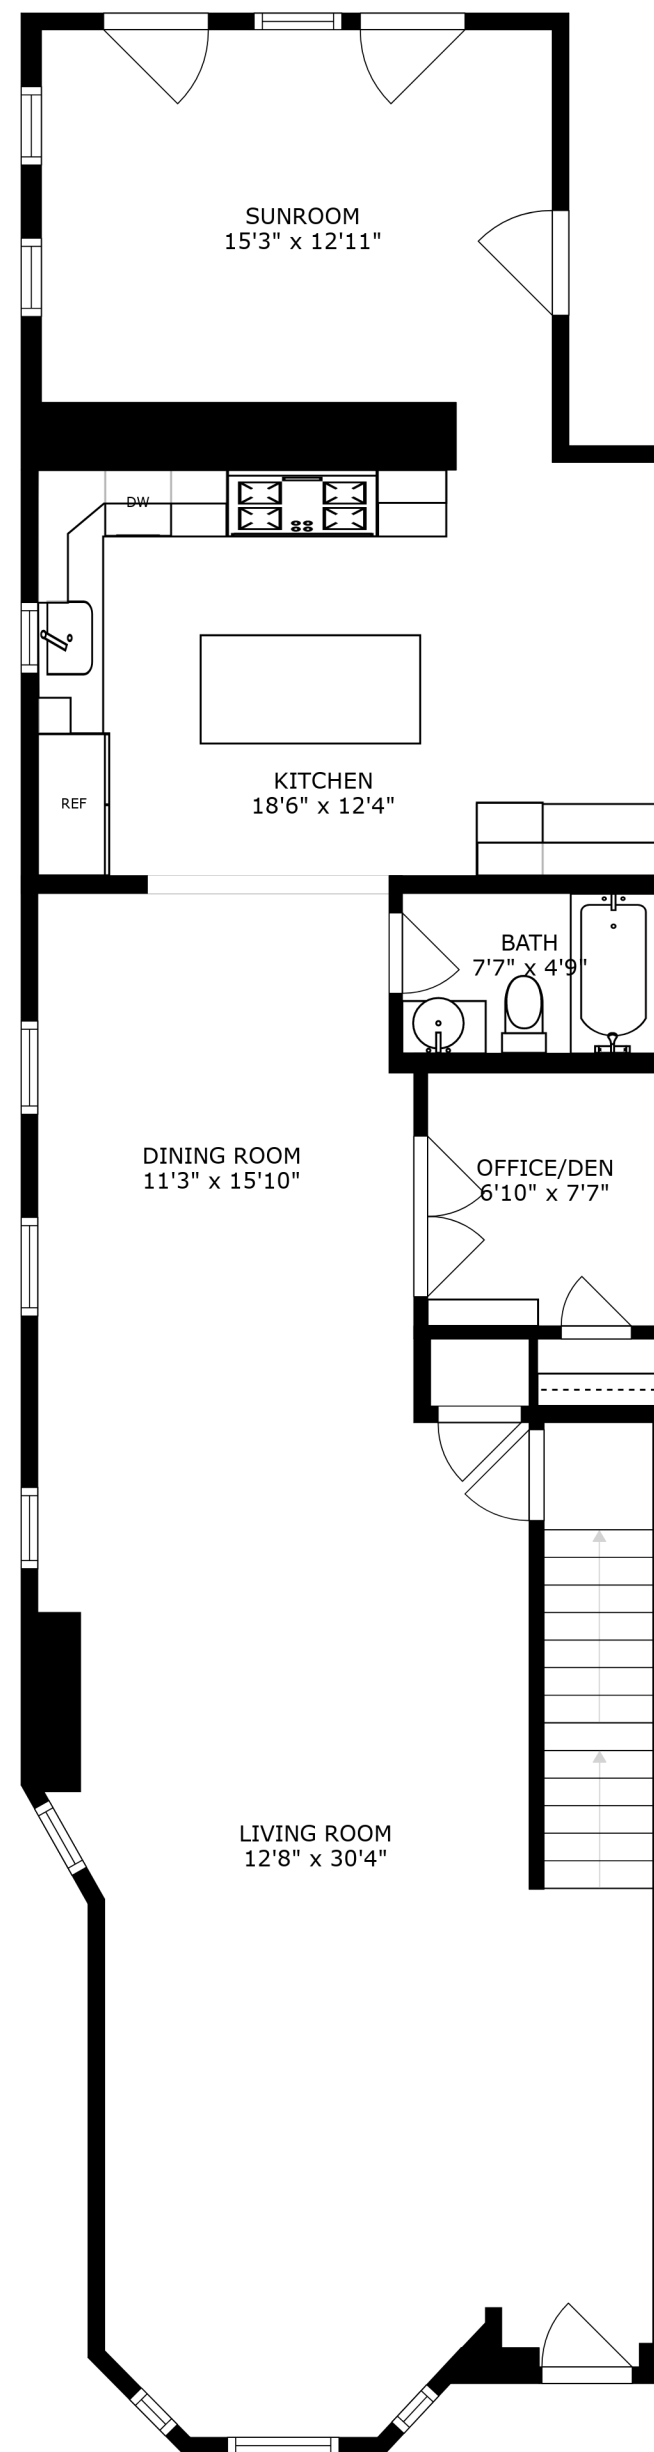 SUNROOM
15'3" x 12'11"
DW
KITCHEN
18'6" x 12'4"
REF
BATH
7'7" x 4'9"
DINING ROOM
11'3" x 15'10"
OFFICE/DEN
6'10" x 7'7"
LIVING ROOM
12'8" x 30'4"